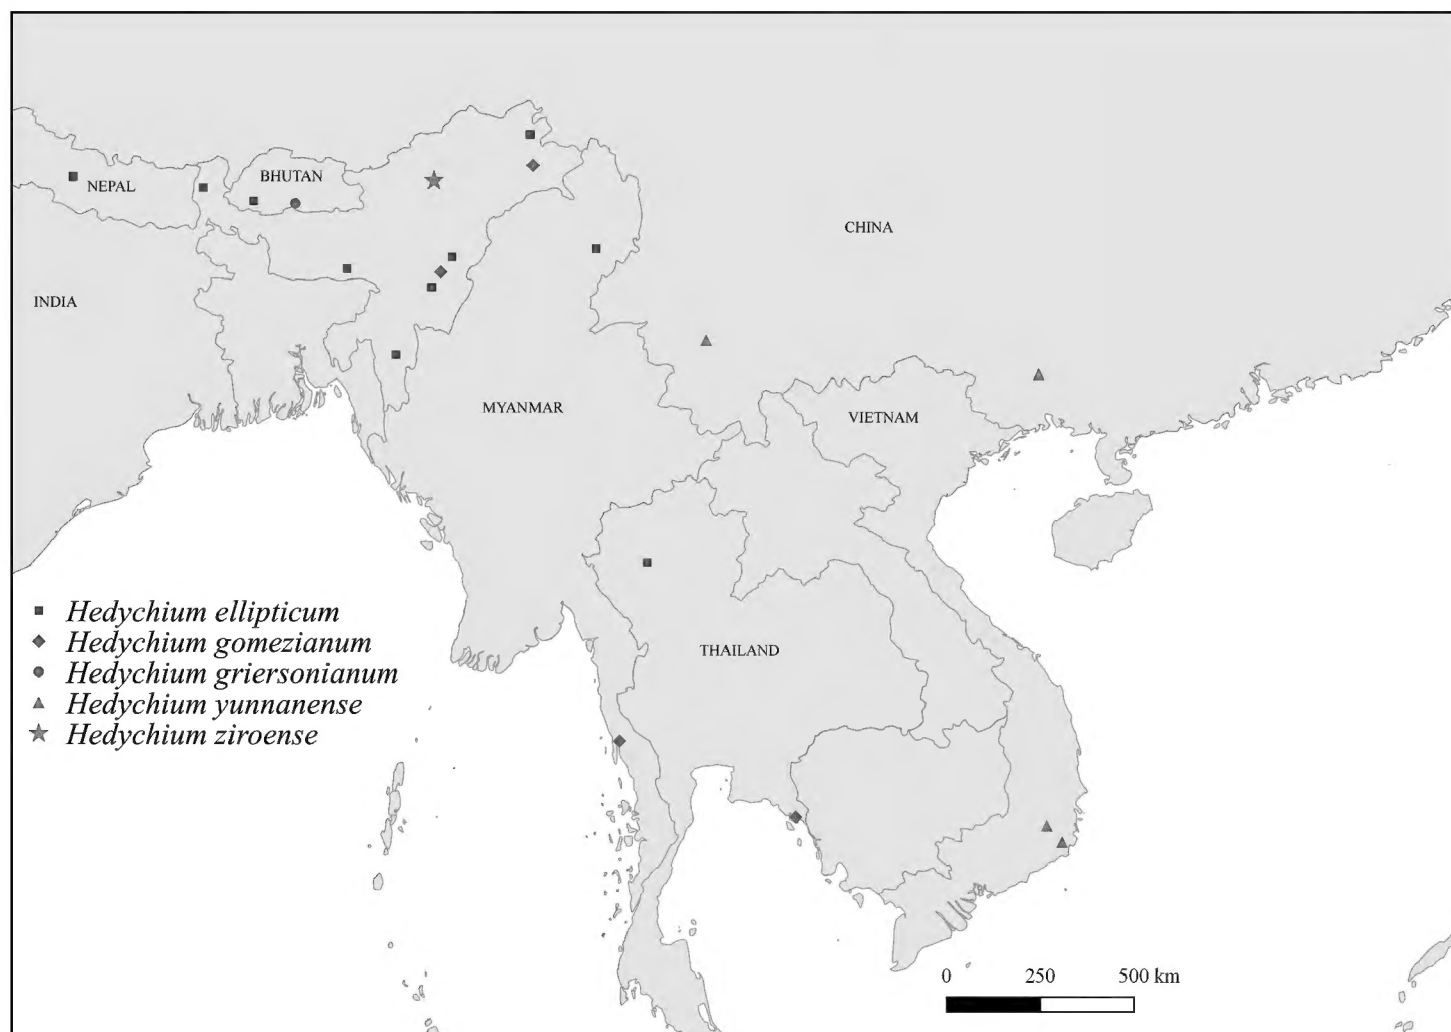 NEPAL
BHUTAN
CHINA
INDIA
MYANMAR
VIETNAM
THAILAND
Hedychium ellipticum
Hedychium gomezianum
Hedychium griersonianum
Hedychium yunnanense
Hedychium ziroense
0 250 500 km